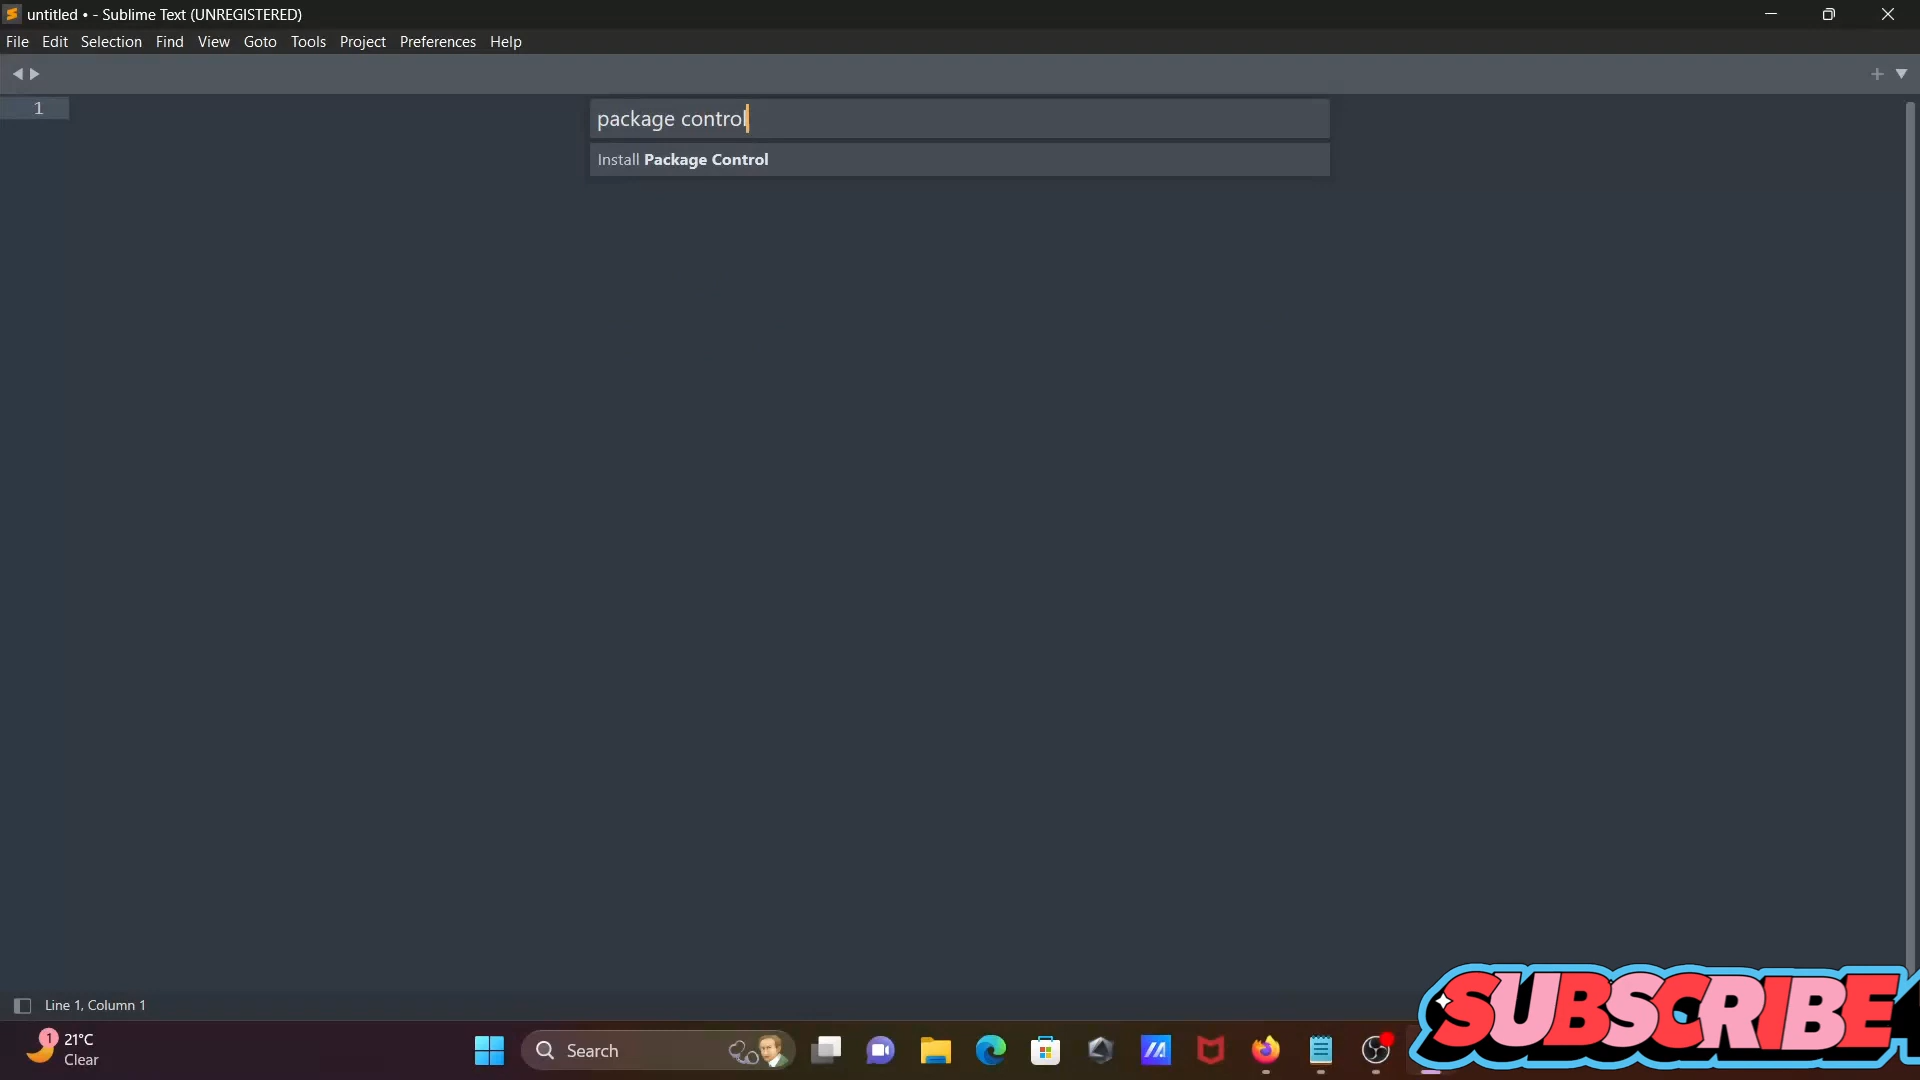 untitled • - Sublime Text (UNREGISTERED)
File Edit Selection Find View Goto Tools Project Preferences Help
1
package control
Install Package Control
Line 1, Column 1
1
21°C
Clear
Search
SUBSCRIBE